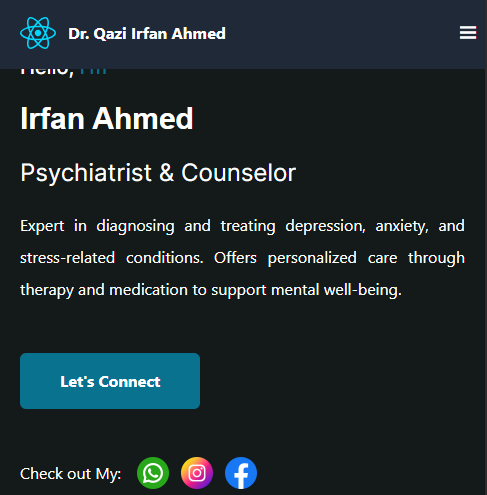 Dr. Qazi Irfan Ahmed
Hello, I'm
Irfan Ahmed
Psychiatrist & Counselor
Expert in diagnosing and treating depression, anxiety, and
stress-related conditions. Offers personalized care through
therapy and medication to support mental well-being.
Let's Connect
Check out My: